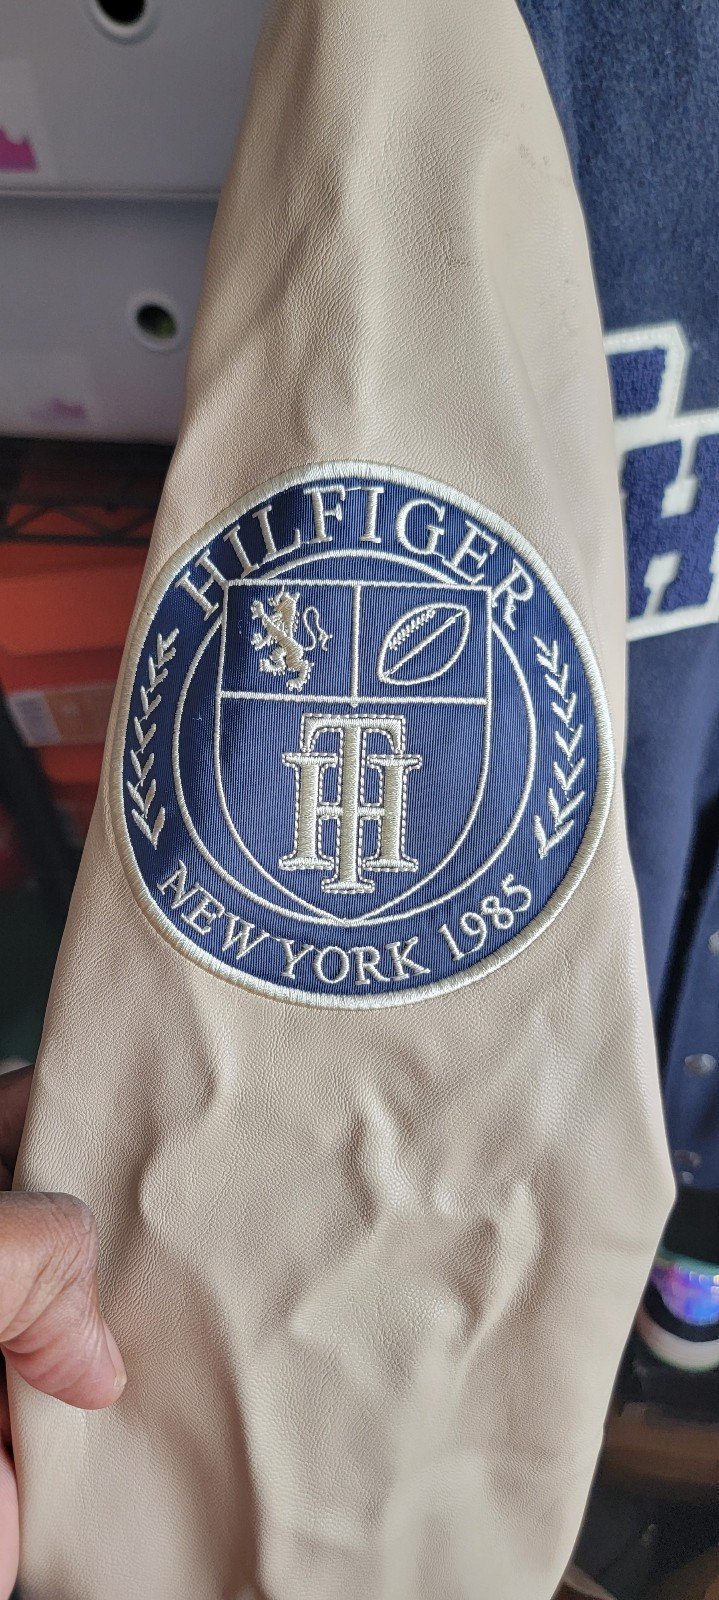 HILFIGER
TH
NEW YORK 1985
H